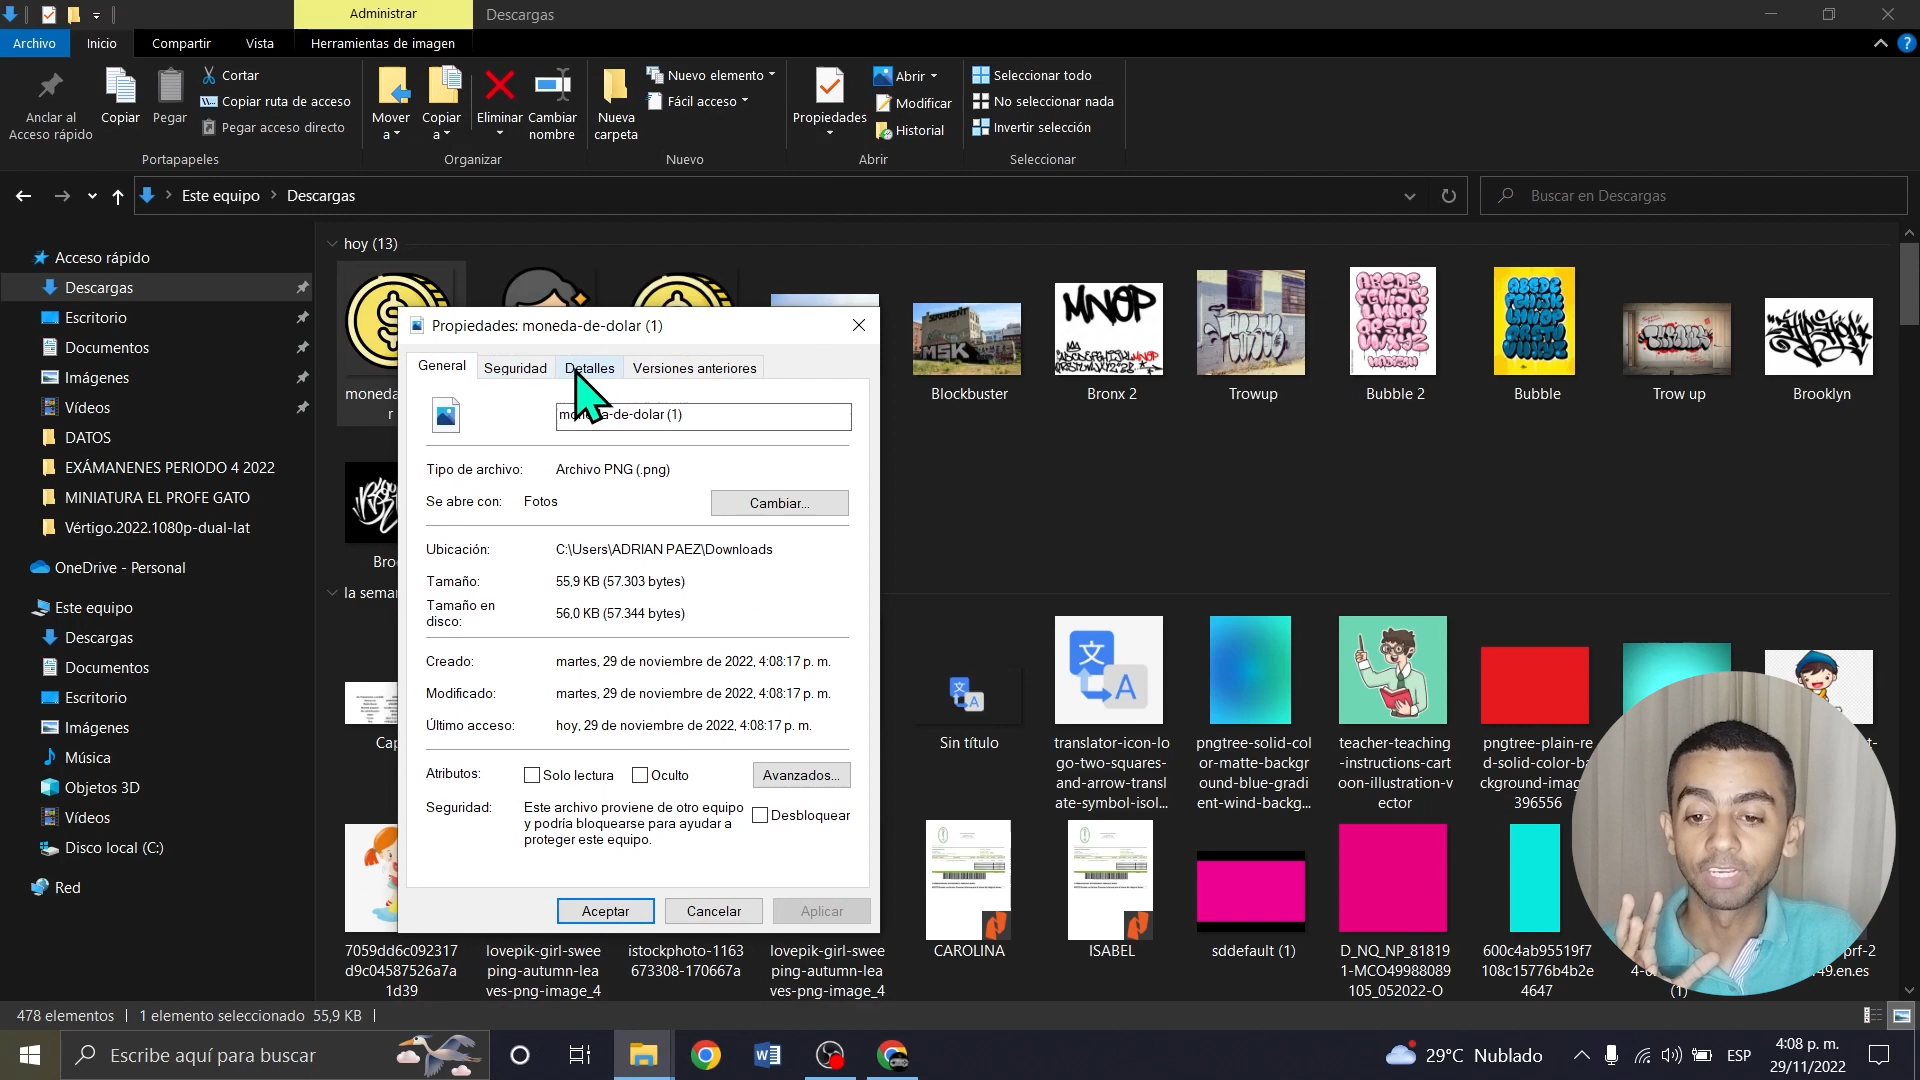 Administrar
Descargas
Archivo
Inicio
Compartir
Vista
Herramientas de imagen
Anclar al
Acceso rápido
Copiar
Pegar
Cortar
Copiar ruta de acceso
Pegar acceso directo
Portapapeles
Mover
a
Copiar
a
Eliminar
Cambiar
nombre
Organizar
Nueva
carpeta
Nuevo elemento
Fácil acceso
Nuevo
Propiedades
Abrir
Modificar
Historial
Abrir
Seleccionar todo
No seleccionar nada
Invertir selección
Seleccionar
Este equipo
Descargas
Buscar en Descargas
Acceso rápido
Descargas
Escritorio
Documentos
Imágenes
Vídeos
DATOS
EXÁMANENES PERIODO 4 2022
MINIATURA EL PROFE GATO
Vértigo.2022.1080p-dual-lat
OneDrive - Personal
Este equipo
Descargas
Documentos
Escritorio
Imágenes
Música
Objetos 3D
Vídeos
Disco local (C:)
Red
hoy (13)
moneda
r
Blockbuster
Bronx 2
Trowup
Bubble 2
Bubble
Trow up
Brooklyn
Broo
la seman
Propiedades: moneda-de-dolar (1)
General
Seguridad
Detalles
Versiones anteriores
moneda-de-dolar (1)
Tipo de archivo:
Archivo PNG (.png)
Se abre con:
Fotos
Cambiar...
Ubicación:
C:\Users\ADRIAN PAEZ\Downloads
Tamaño:
55,9 KB (57.303 bytes)
Tamaño en
disco:
56,0 KB (57.344 bytes)
Creado:
martes, 29 de noviembre de 2022, 4:08:17 p. m.
Modificado:
martes, 29 de noviembre de 2022, 4:08:17 p. m.
Último acceso:
hoy, 29 de noviembre de 2022, 4:08:17 p. m.
Atributos:
Solo lectura
Oculto
Avanzados...
Seguridad:
Este archivo proviene de otro equipo
y podría bloquearse para ayudar a
proteger este equipo.
Desbloquear
Aceptar
Cancelar
Aplicar
Cap
Sin título
translator-icon-lo
go-two-squares-
and-arrow-transl
ate-symbol-isol...
pngtree-solid-col
or-matte-backgr
ound-blue-gradi
ent-wind-backg...
teacher-teaching
-instructions-cart
oon-illustration-v
ector
pngtree-plain-re
d-solid-color-ba
ckground-imag
396556
7059dd6c092317
d9c04587526a7a
1d39
lovepik-girl-swee
ping-autumn-lea
ves-png-image_4
istockphoto-1163
673308-170667a
lovepik-girl-swee
ping-autumn-lea
ves-png-image_4
CAROLINA
ISABEL
sddefault (1)
D_NQ_NP_81819
1-MCO49988089
105_052022-O
600c4ab95519f7
108c15776b4b2e
4647
(1)
prf-2
49.en.es
478 elementos
1 elemento seleccionado 55,9 KB
Escribe aquí para buscar
29°C Nublado
ESP
4:08 p. m.
29/11/2022